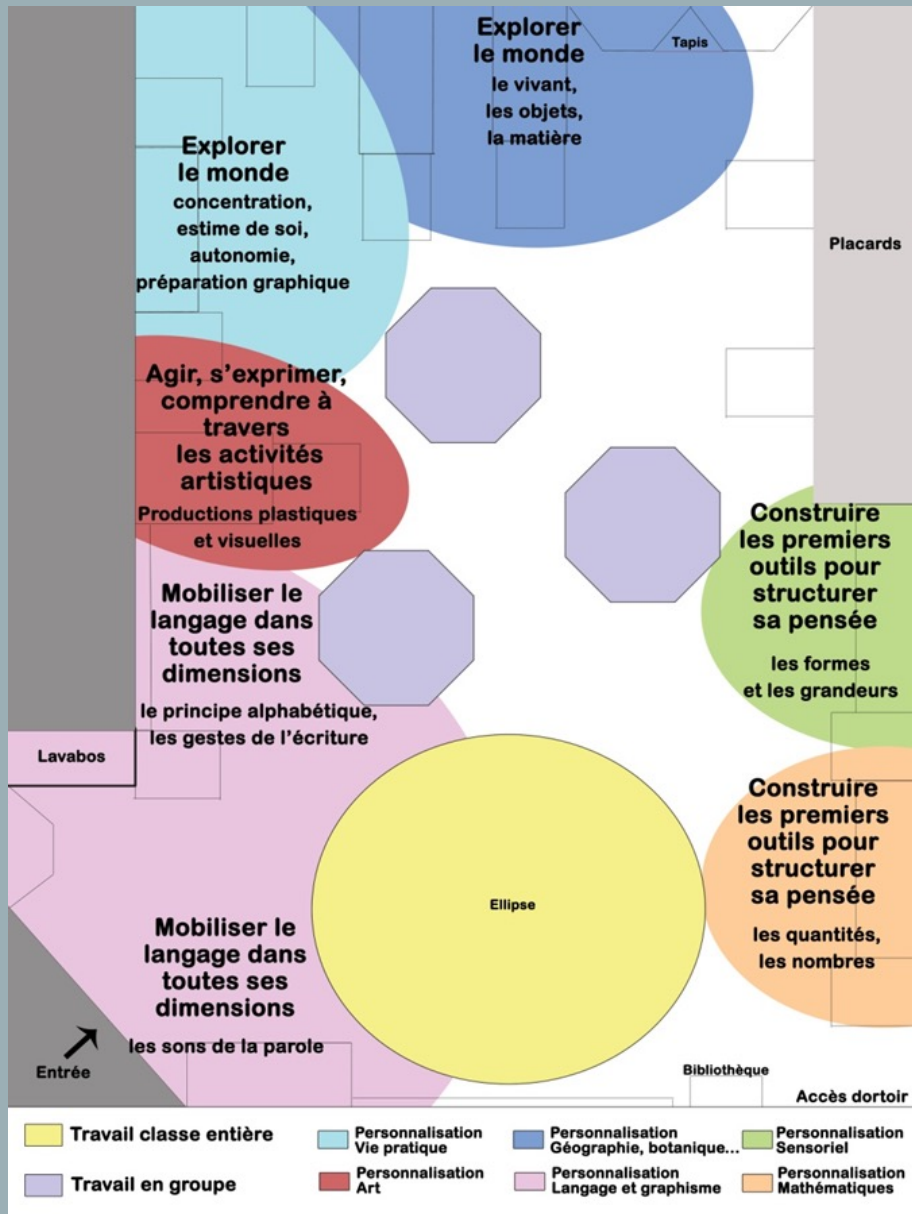 Explorer
le monde
le vivant,
les objets,
la matière
Tapis
Explorer
le monde
concentration,
estime de soi,
autonomie,
préparation graphique
Placards
Agir, s'exprimer,
comprendre à
travers
les activités
artistiques
Productions plastiques
et visuelles
Construire
les premiers
outils pour
structurer
sa pensée
les formes
et les grandeurs
Mobiliser le
langage dans
toutes ses
dimensions
le principe alphabétique,
les gestes de l'écriture
Lavabos
Construire
les premiers
outils pour
structurer
sa pensée
les quantités,
les nombres
Ellipse
Mobiliser le
langage dans
toutes ses
dimensions
les sons de la parole
Entrée
Bibliothèque
Accès dortoir
Travail classe entière
Personnalisation
Vie pratique
Personnalisation
Géographie, botanique...
Personnalisation
Sensoriel
Travail en groupe
Personnalisation
Art
Personnalisation
Langage et graphisme
Personnalisation
Mathématiques